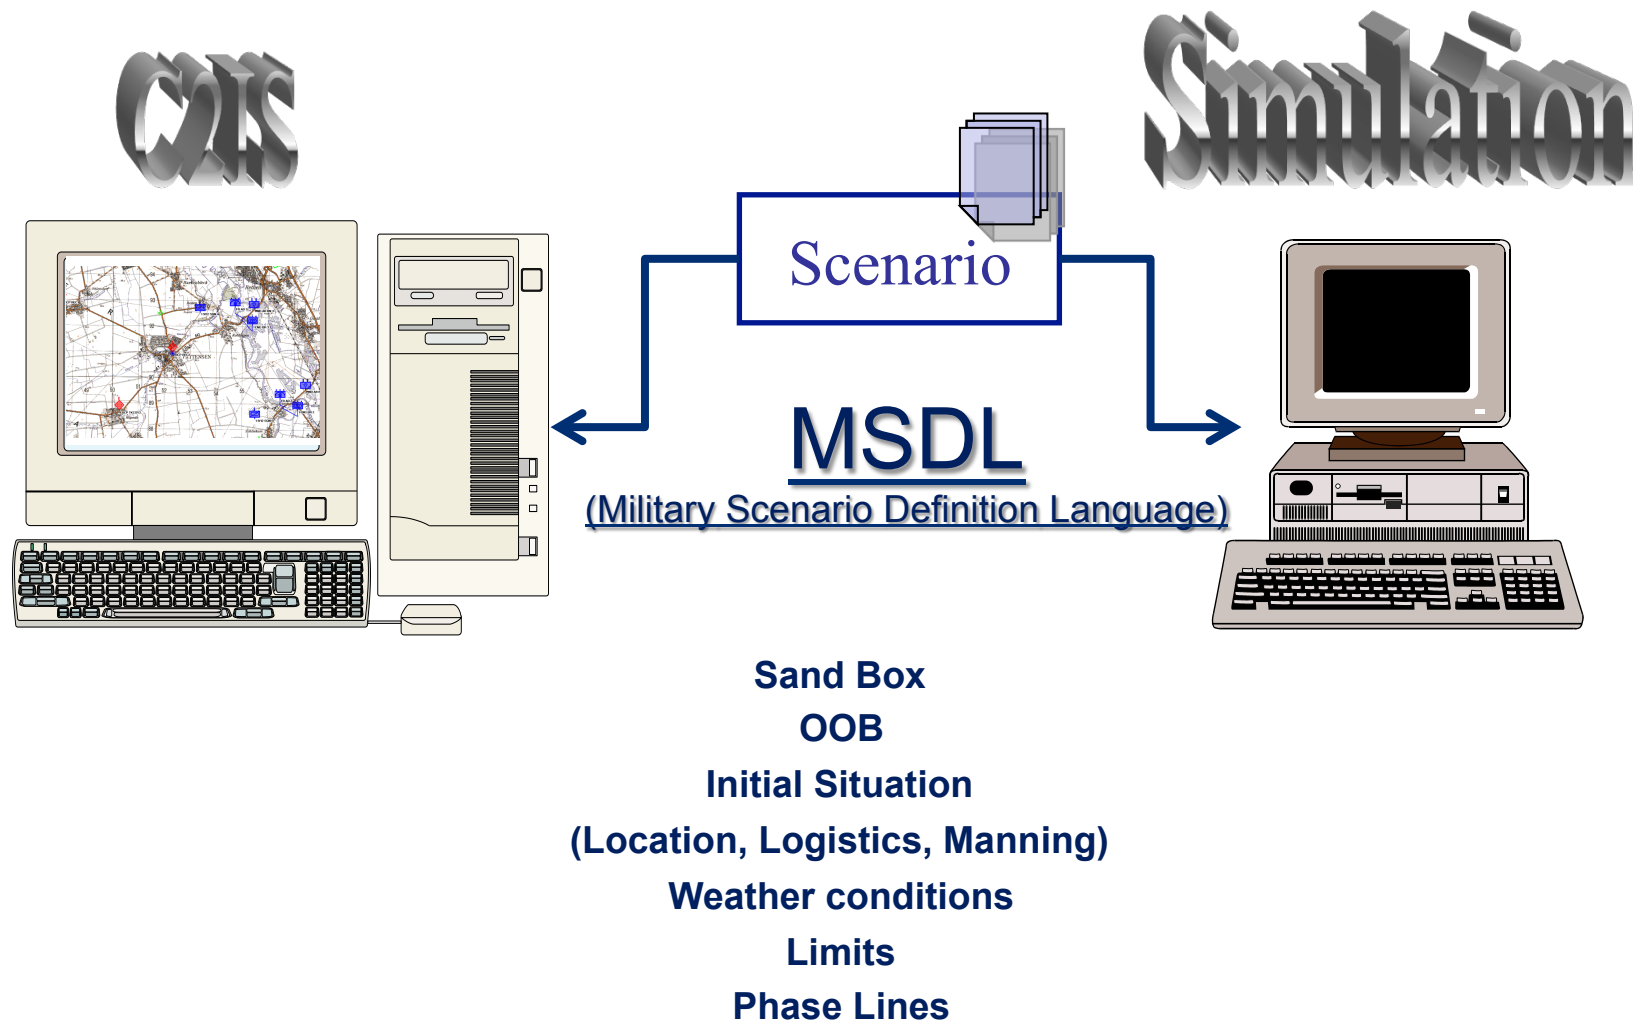 C2IS
Simulation
Scenario
MSDL
(Military Scenario Definition Language)
Sand Box
OOB
Initial Situation
(Location, Logistics, Manning)
Weather conditions
Limits
Phase Lines